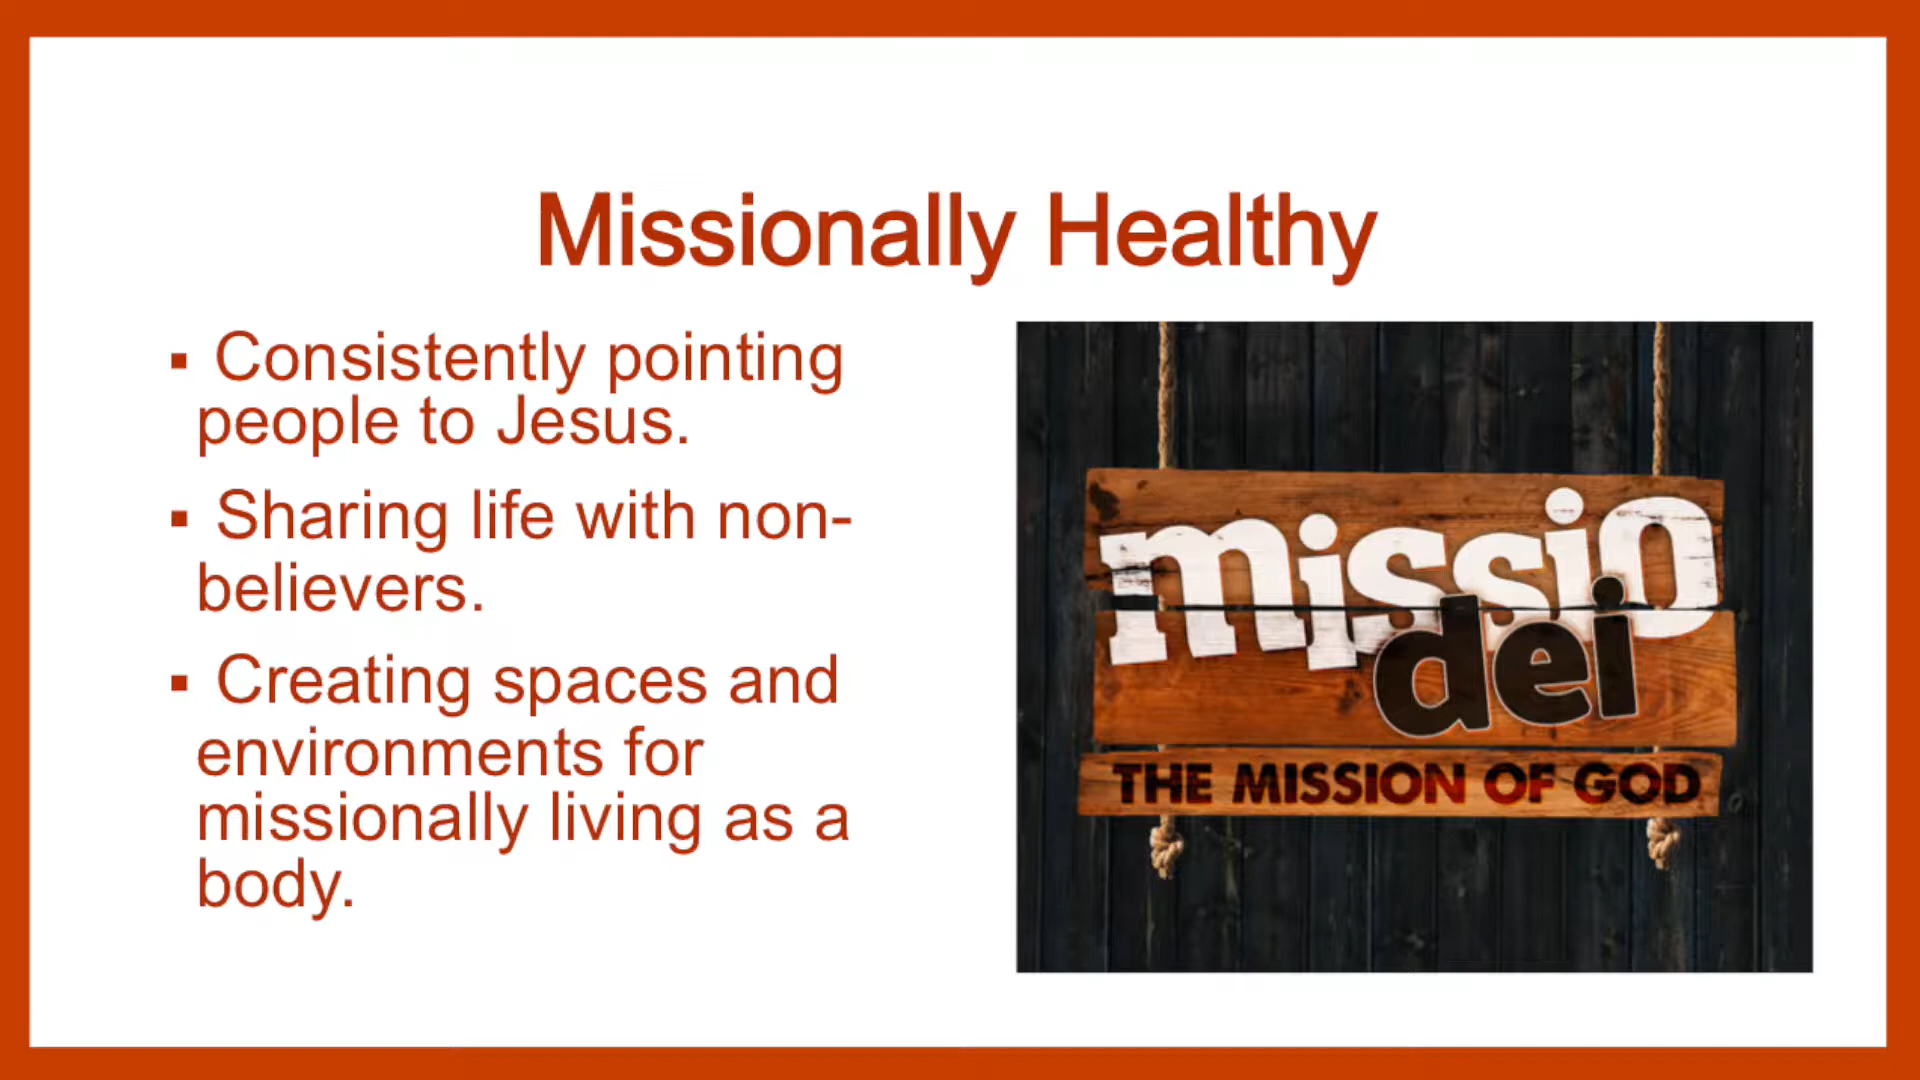 Missionally Healthy
▪ Consistently pointing
people to Jesus.
▪ Sharing life with non-
believers.
▪ Creating spaces and
environments for
missionally living as a
body.
missio
dei
THE MISSION OF GOD